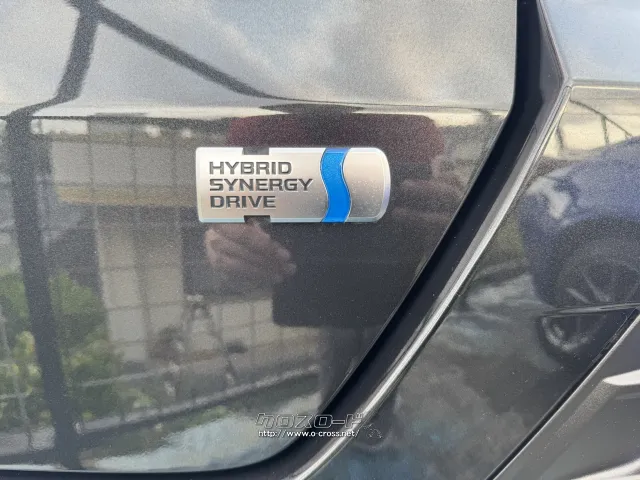 HYBRID
SYNERGY
DRIVE
クロスロード
http://www.o-cross.net/